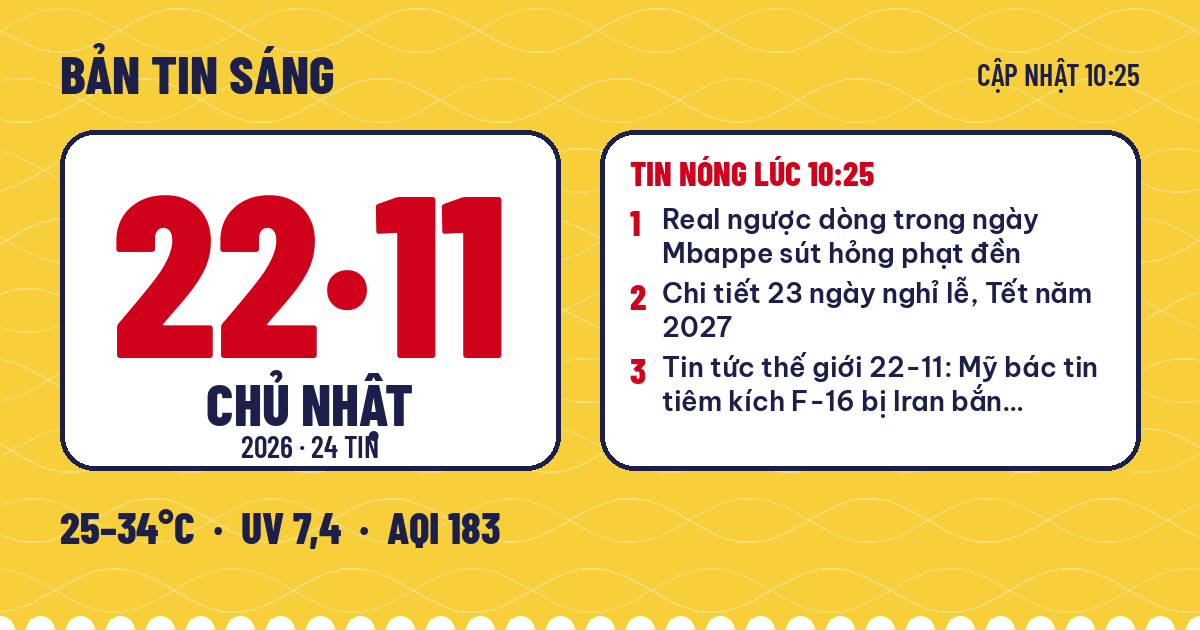 BẢN TIN SÁNG
CẬP NHẬT 10:25
22·11
CHỦ NHẬT
2026 · 24 TIN
TIN NÓNG LÚC 10:25
1 Real ngược dòng trong ngày
Mbappe sút hỏng phạt đền
2 Chi tiết 23 ngày nghỉ lễ, Tết năm
2027
3 Tin tức thế giới 22-11: Mỹ bác tin
tiêm kích F-16 bị Iran bắn...
25–34°C · UV 7,4 · AQI 183